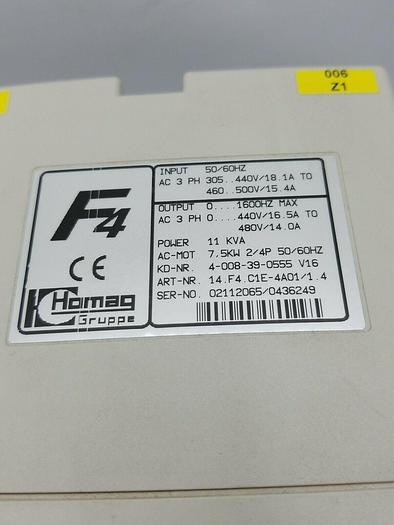 006
Z1
F4
CE
Homag
Gruppe
INPUT 50/60HZ
AC 3 PH 305..440V/18.1A TO
460..500V/15.4A
OUTPUT 0....1600HZ MAX
AC 3 PH 0....440V/16.5A TO
480V/14.0A
POWER 11 KVA
AC-MOT 7.5KW 2/4P 50/60HZ
KD-NR. 4-008-39-0555 V16
ART-NR. 14.F4.C1E-4A01/1.4
SER-NO. 02112065/0436249